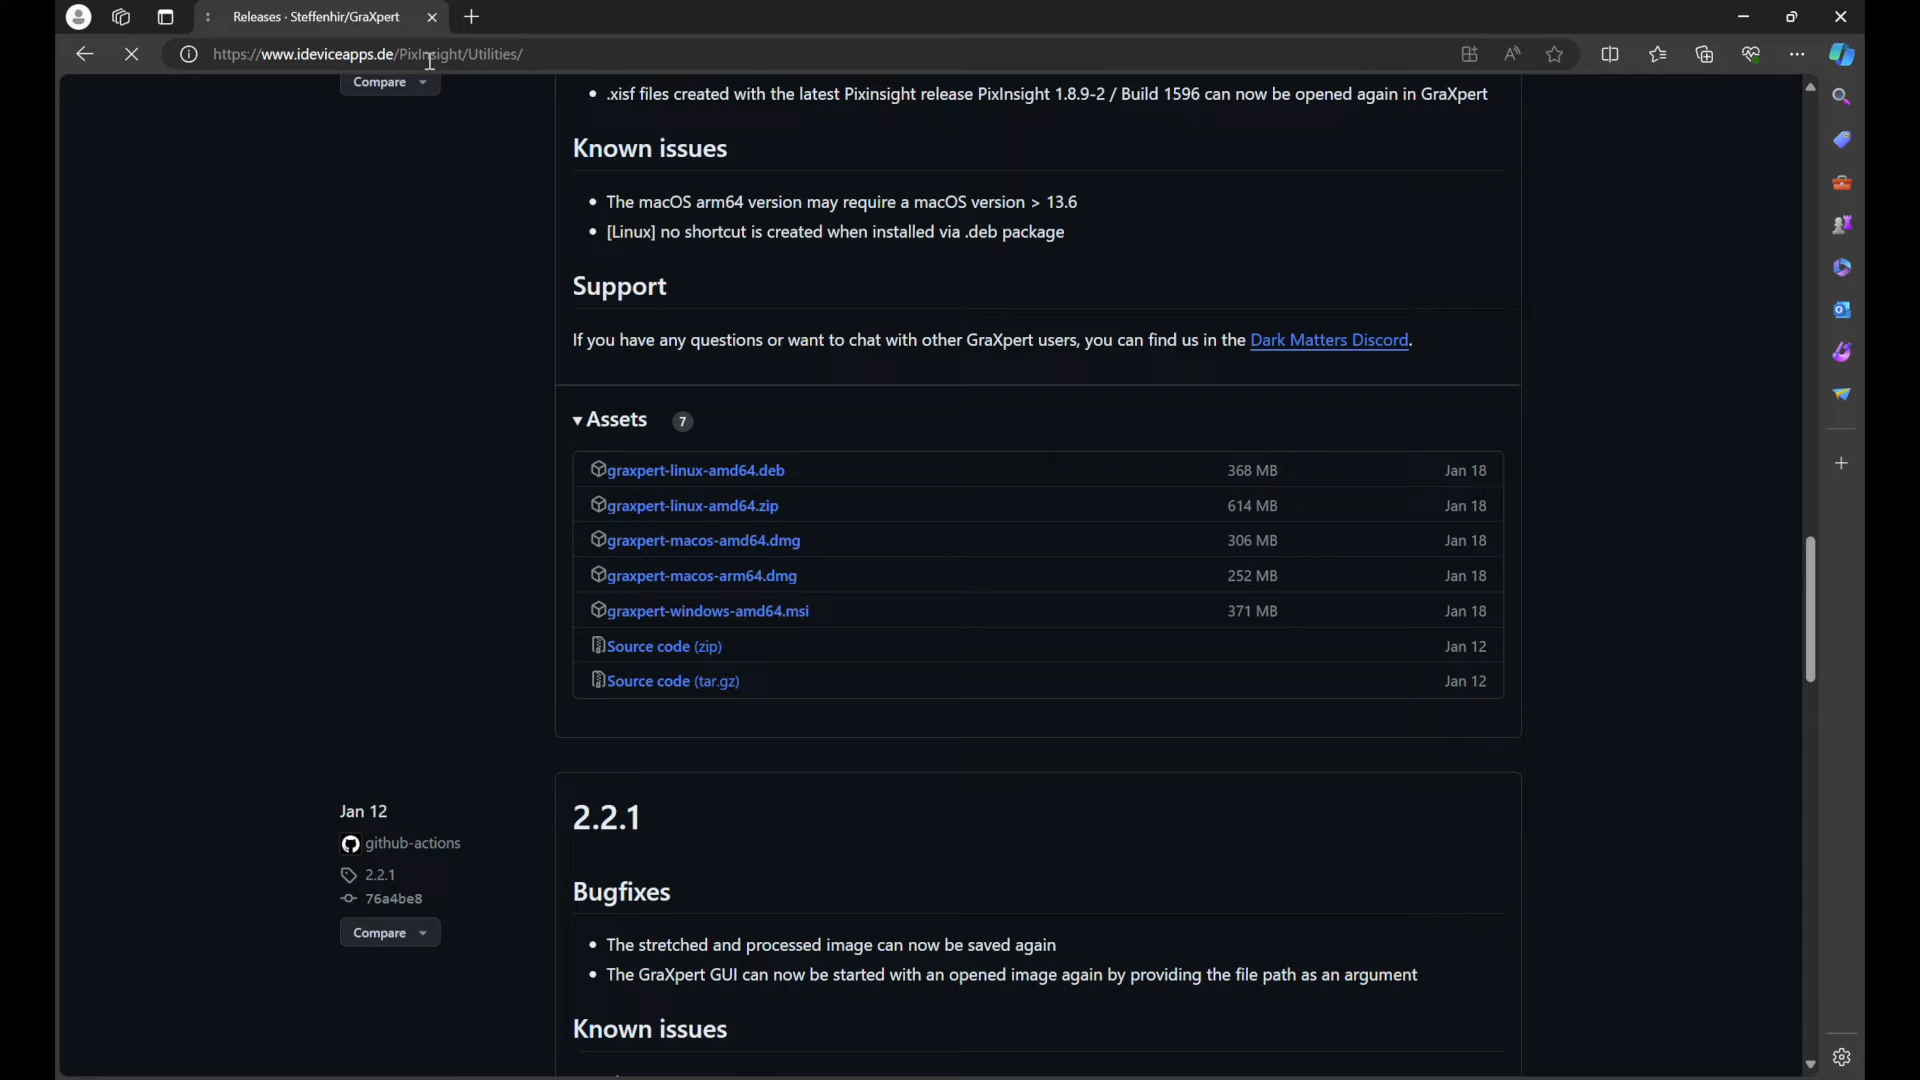 Releases · Steffenhir/GraXpert
https://www.ideviceapps.de/PixInsight/Utilities/
Compare
.xisf files created with the latest Pixinsight release PixInsight 1.8.9-2 / Build 1596 can now be opened again in GraXpert
Known issues
The macOS arm64 version may require a macOS version > 13.6
[Linux] no shortcut is created when installed via .deb package
Support
If you have any questions or want to chat with other GraXpert users, you can find us in the Dark Matters Discord.
Assets 7
graxpert-linux-amd64.deb 368 MB Jan 18
graxpert-linux-amd64.zip 614 MB Jan 18
graxpert-macos-amd64.dmg 306 MB Jan 18
graxpert-macos-arm64.dmg 252 MB Jan 18
graxpert-windows-amd64.msi 371 MB Jan 18
Source code (zip) Jan 12
Source code (tar.gz) Jan 12
Jan 12
github-actions
2.2.1
76a4be8
Compare
2.2.1
Bugfixes
The stretched and processed image can now be saved again
The GraXpert GUI can now be started with an opened image again by providing the file path as an argument
Known issues